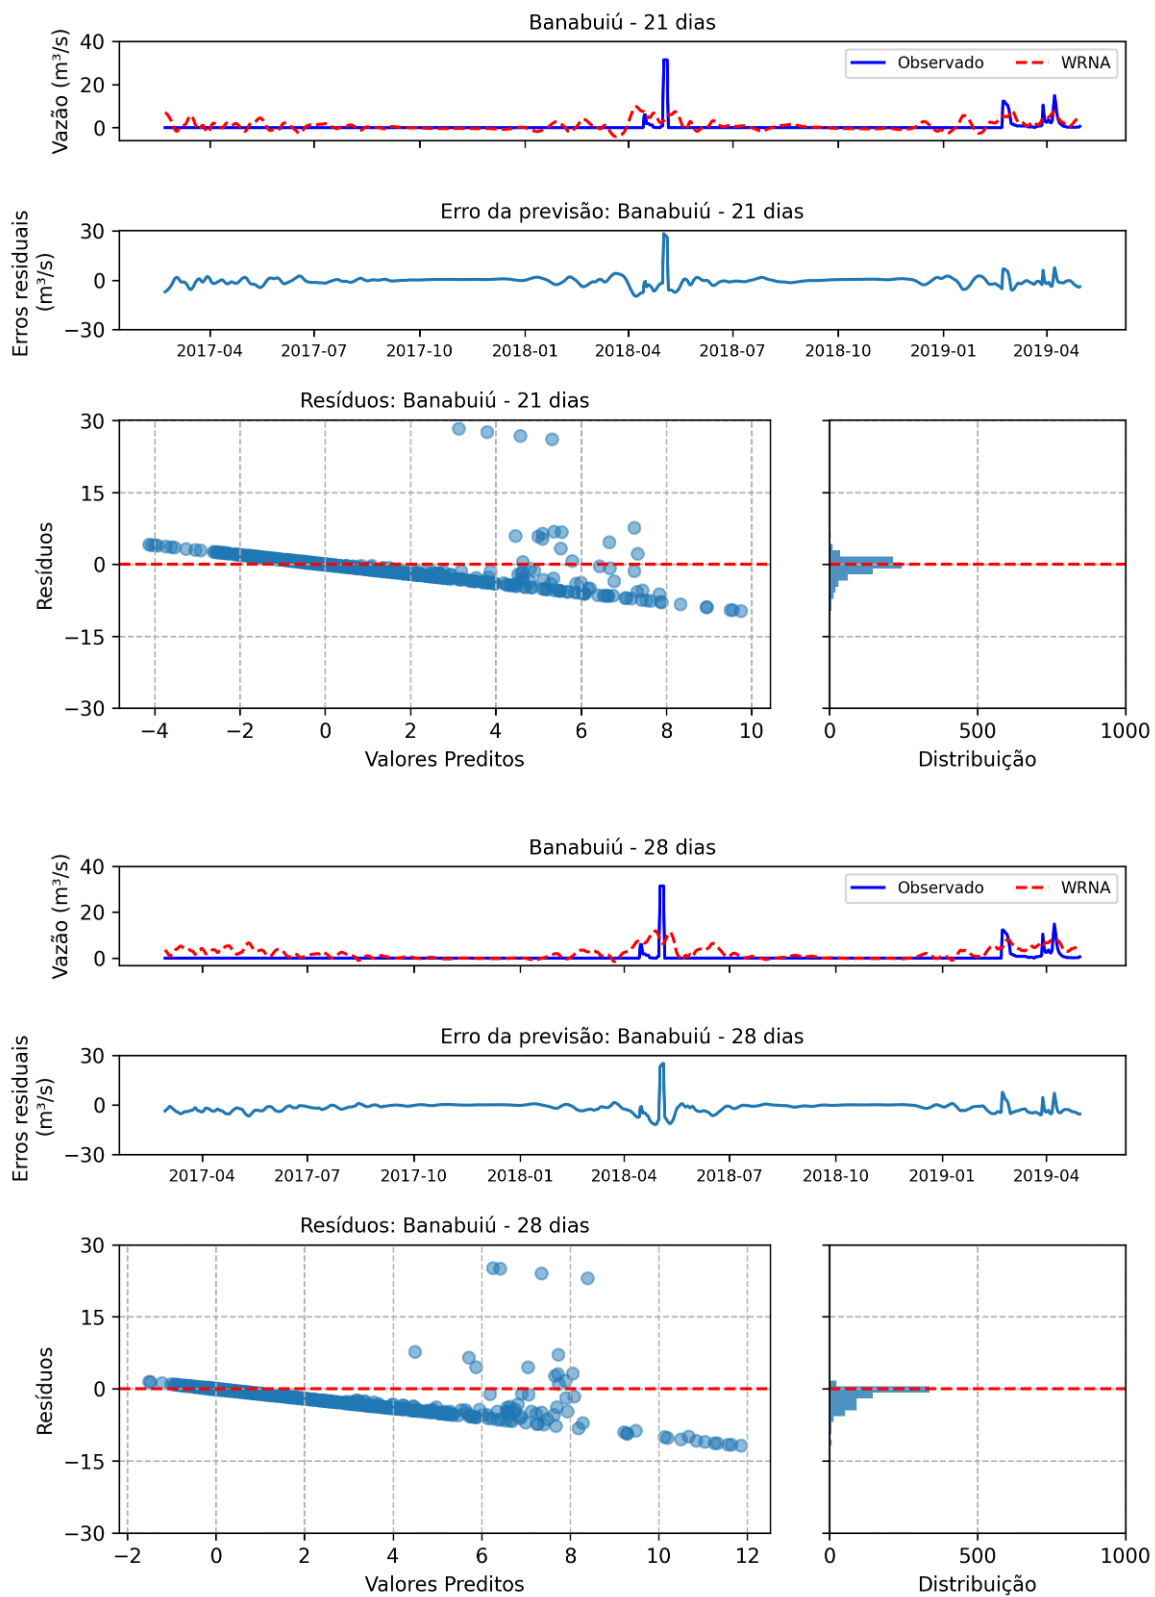 Banabuiú - 21 dias
Vazão (m³/s)
40
20
0
Observado
WRNA
Erro da previsão: Banabuiú - 21 dias
Erros residuais
(m³/s)
30
0
−30
2017-04 2017-07 2017-10 2018-01 2018-04 2018-07 2018-10 2019-01 2019-04
Resíduos: Banabuiú - 21 dias
Resíduos
30
15
0
−15
−30
−4 −2 0 2 4 6 8 10
Valores Preditos
0 500 1000
Distribuição
Banabuiú - 28 dias
Vazão (m³/s)
40
20
0
Observado
WRNA
Erro da previsão: Banabuiú - 28 dias
Erros residuais
(m³/s)
30
0
−30
2017-04 2017-07 2017-10 2018-01 2018-04 2018-07 2018-10 2019-01 2019-04
Resíduos: Banabuiú - 28 dias
Resíduos
30
15
0
−15
−30
−2 0 2 4 6 8 10 12
Valores Preditos
0 500 1000
Distribuição